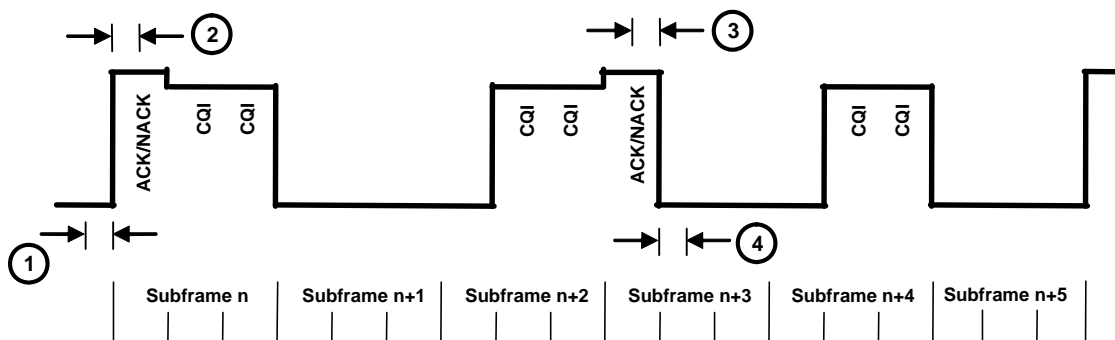 2
3
ACK/NACK
CQI
CQI
CQI
CQI
ACK/NACK
CQI
CQI
1
4
Subframe n
Subframe n+1
Subframe n+2
Subframe n+3
Subframe n+4
Subframe n+5